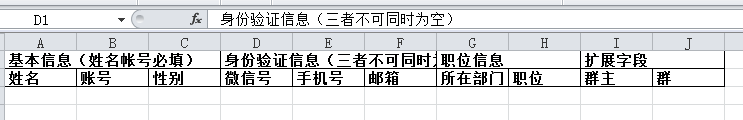 D1 fx 身份验证信息（三者不可同时为空）
A B C D E F G H I J
基本信息（姓名帐号必填） 身份验证信息（三者不可同时 职位信息 扩展字段
姓名 账号 性别 微信号 手机号 邮箱 所在部门 职位 群主 群